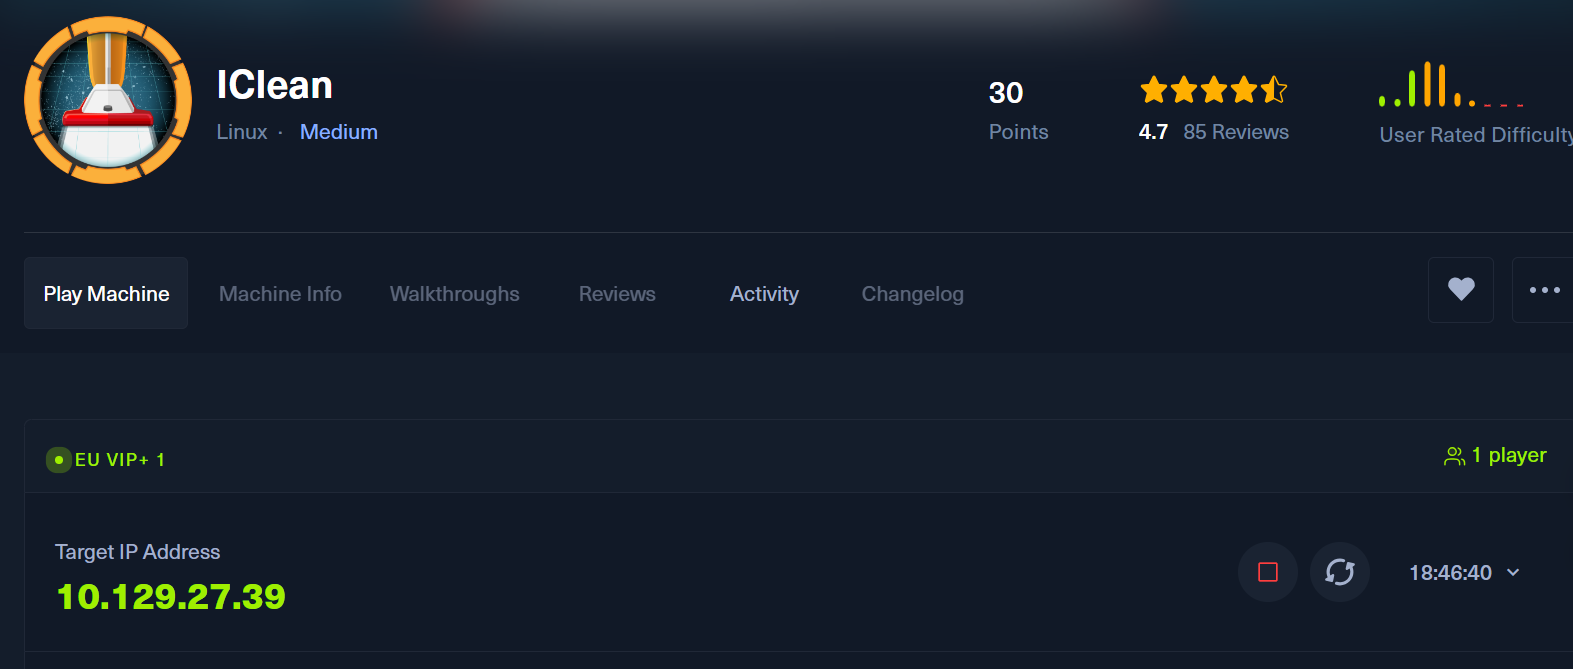 IClean
Linux · Medium
30
Points
4.7 85 Reviews
User Rated Difficulty
Play Machine
Machine Info
Walkthroughs
Reviews
Activity
Changelog
EU VIP+ 1
1 player
Target IP Address
10.129.27.39
18:46:40